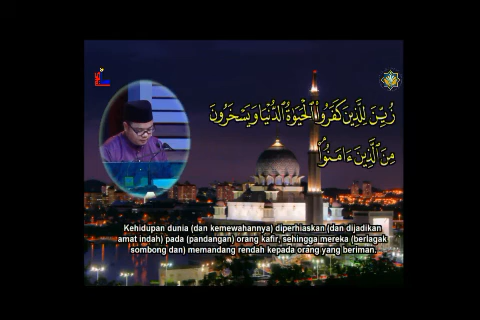 زُيِّنَ لِلَّذِينَ كَفَرُوا۟ ٱلْحَيَوٰةُ ٱلدُّنْيَا وَيَسْخَرُونَ
مِنَ ٱلَّذِينَ ءَامَنُوا۟ ۘ
Kehidupan dunia (dan kemewahannya) diperhiaskan (dan dijadikan
amat indah) pada (pandangan) orang kafir, sehingga mereka (berlagak
sombong dan) memandang rendah kepada orang yang beriman.